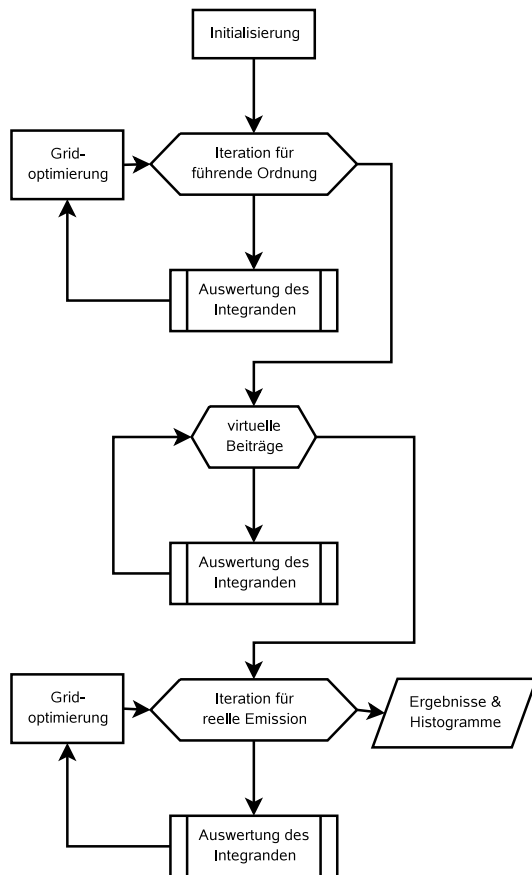 Initialisierung
Grid-
optimierung
Iteration für
führende Ordnung
Auswertung des
Integranden
virtuelle
Beiträge
Auswertung des
Integranden
Grid-
optimierung
Iteration für
reelle Emission
Ergebnisse &
Histogramme
Auswertung des
Integranden